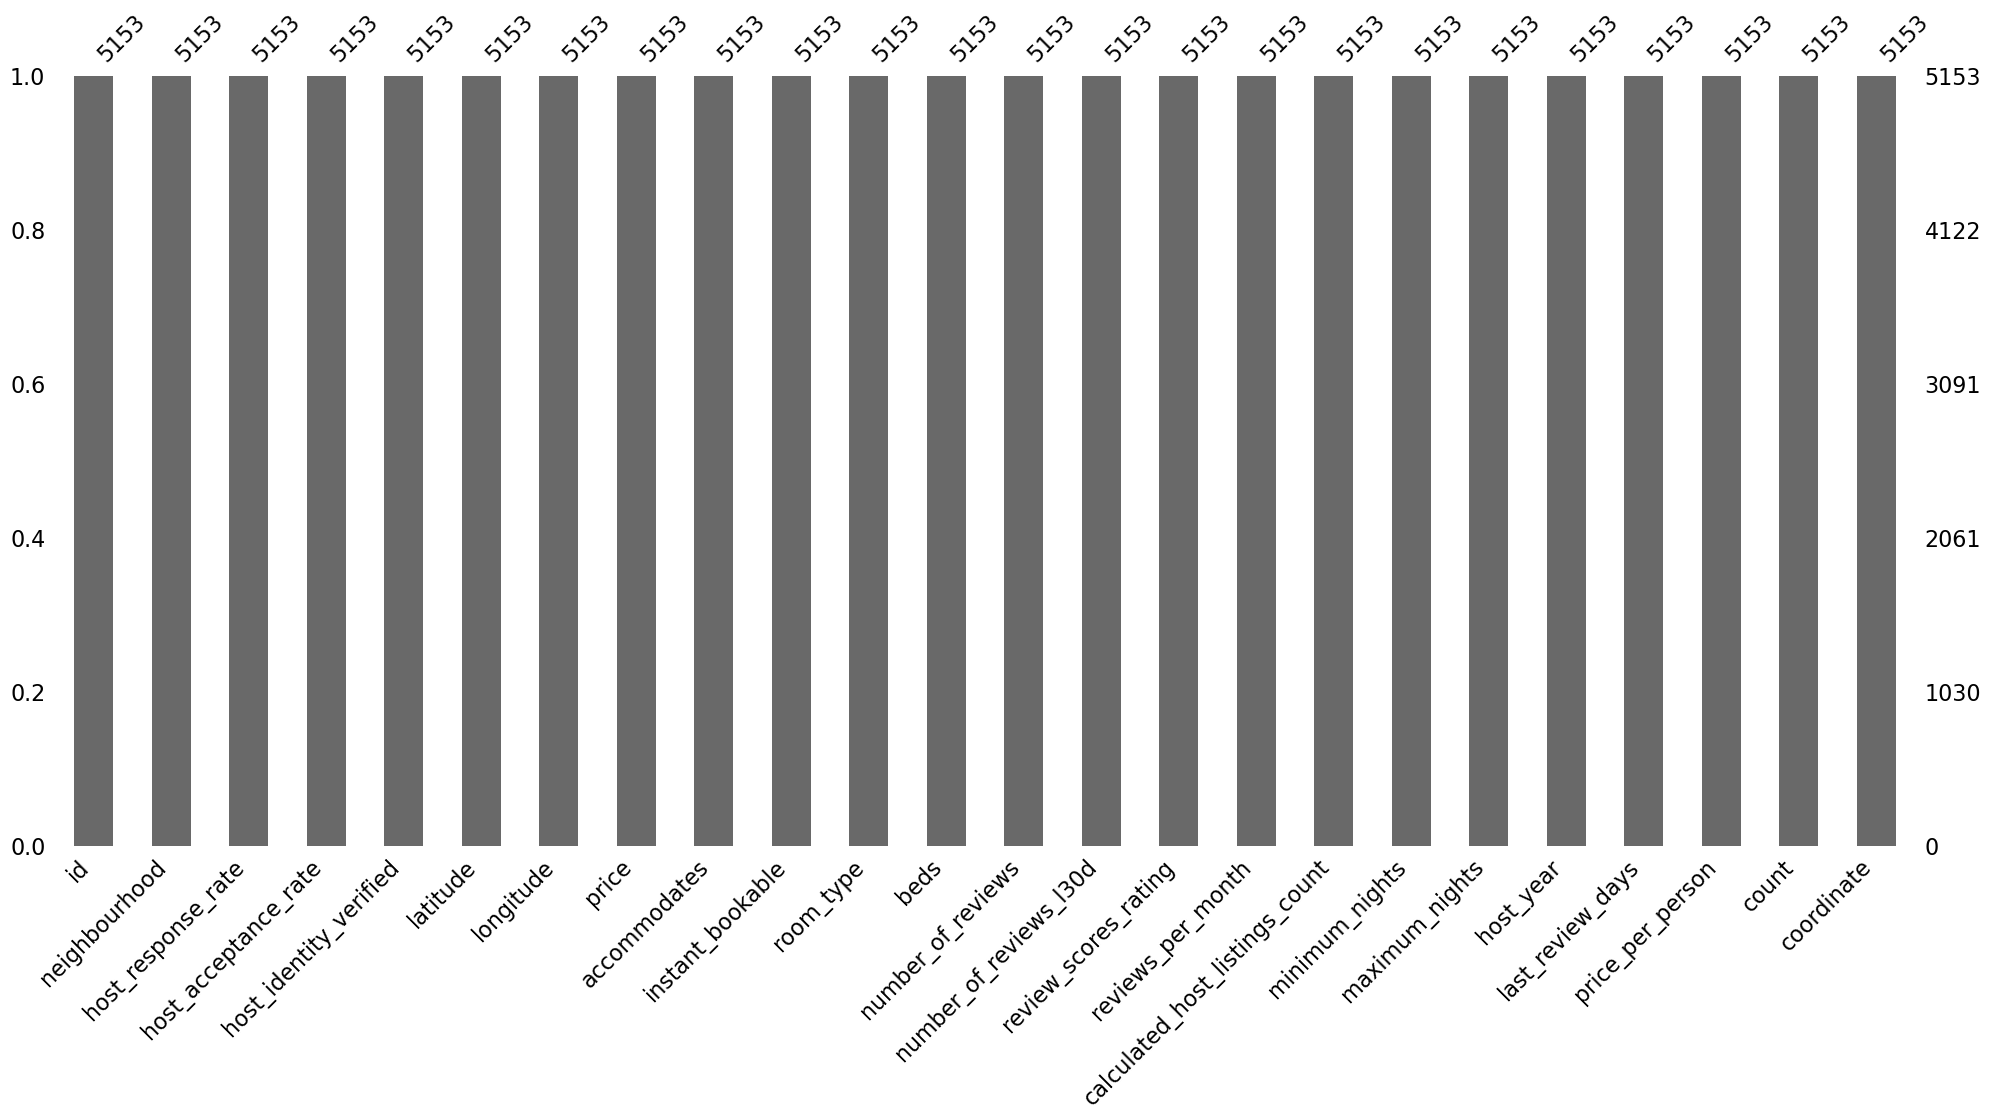 5153 5153 5153 5153 5153 5153 5153 5153 5153 5153 5153 5153 5153 5153 5153 5153 5153 5153 5153 5153 5153 5153 5153 5153
1.0 5153
0.8 4122
0.6 3091
0.4 2061
0.2 1030
0.0 0
id
neighbourhood
host_response_rate
host_acceptance_rate
host_identity_verified
latitude
longitude
price
accommodates
instant_bookable
room_type
beds
number_of_reviews
number_of_reviews_l30d
review_scores_rating
reviews_per_month
calculated_host_listings_count
minimum_nights
maximum_nights
host_year
last_review_days
price_per_person
count
coordinate